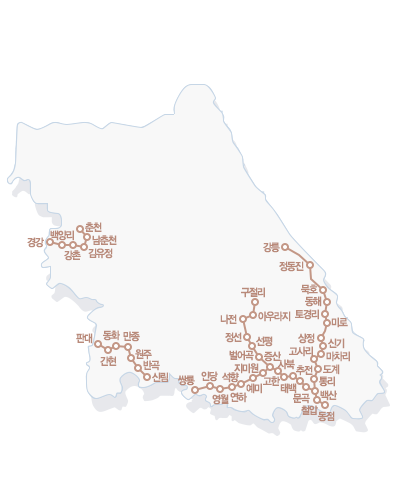 춘천
백양리
남춘천
경강
강촌
김유정
강릉
정동진
구절리
묵호
동해
나전
아우라지
토경리
미로
판대
동화
만종
정선
선평
상정
신기
간현
원주
벌어곡
증산
고사리
마차리
반곡
지미원
사북
추전
도계
신림
쌍룡
인당
석항
고한
통리
영월
연하
예미
태백
문곡
백산
철암
동점